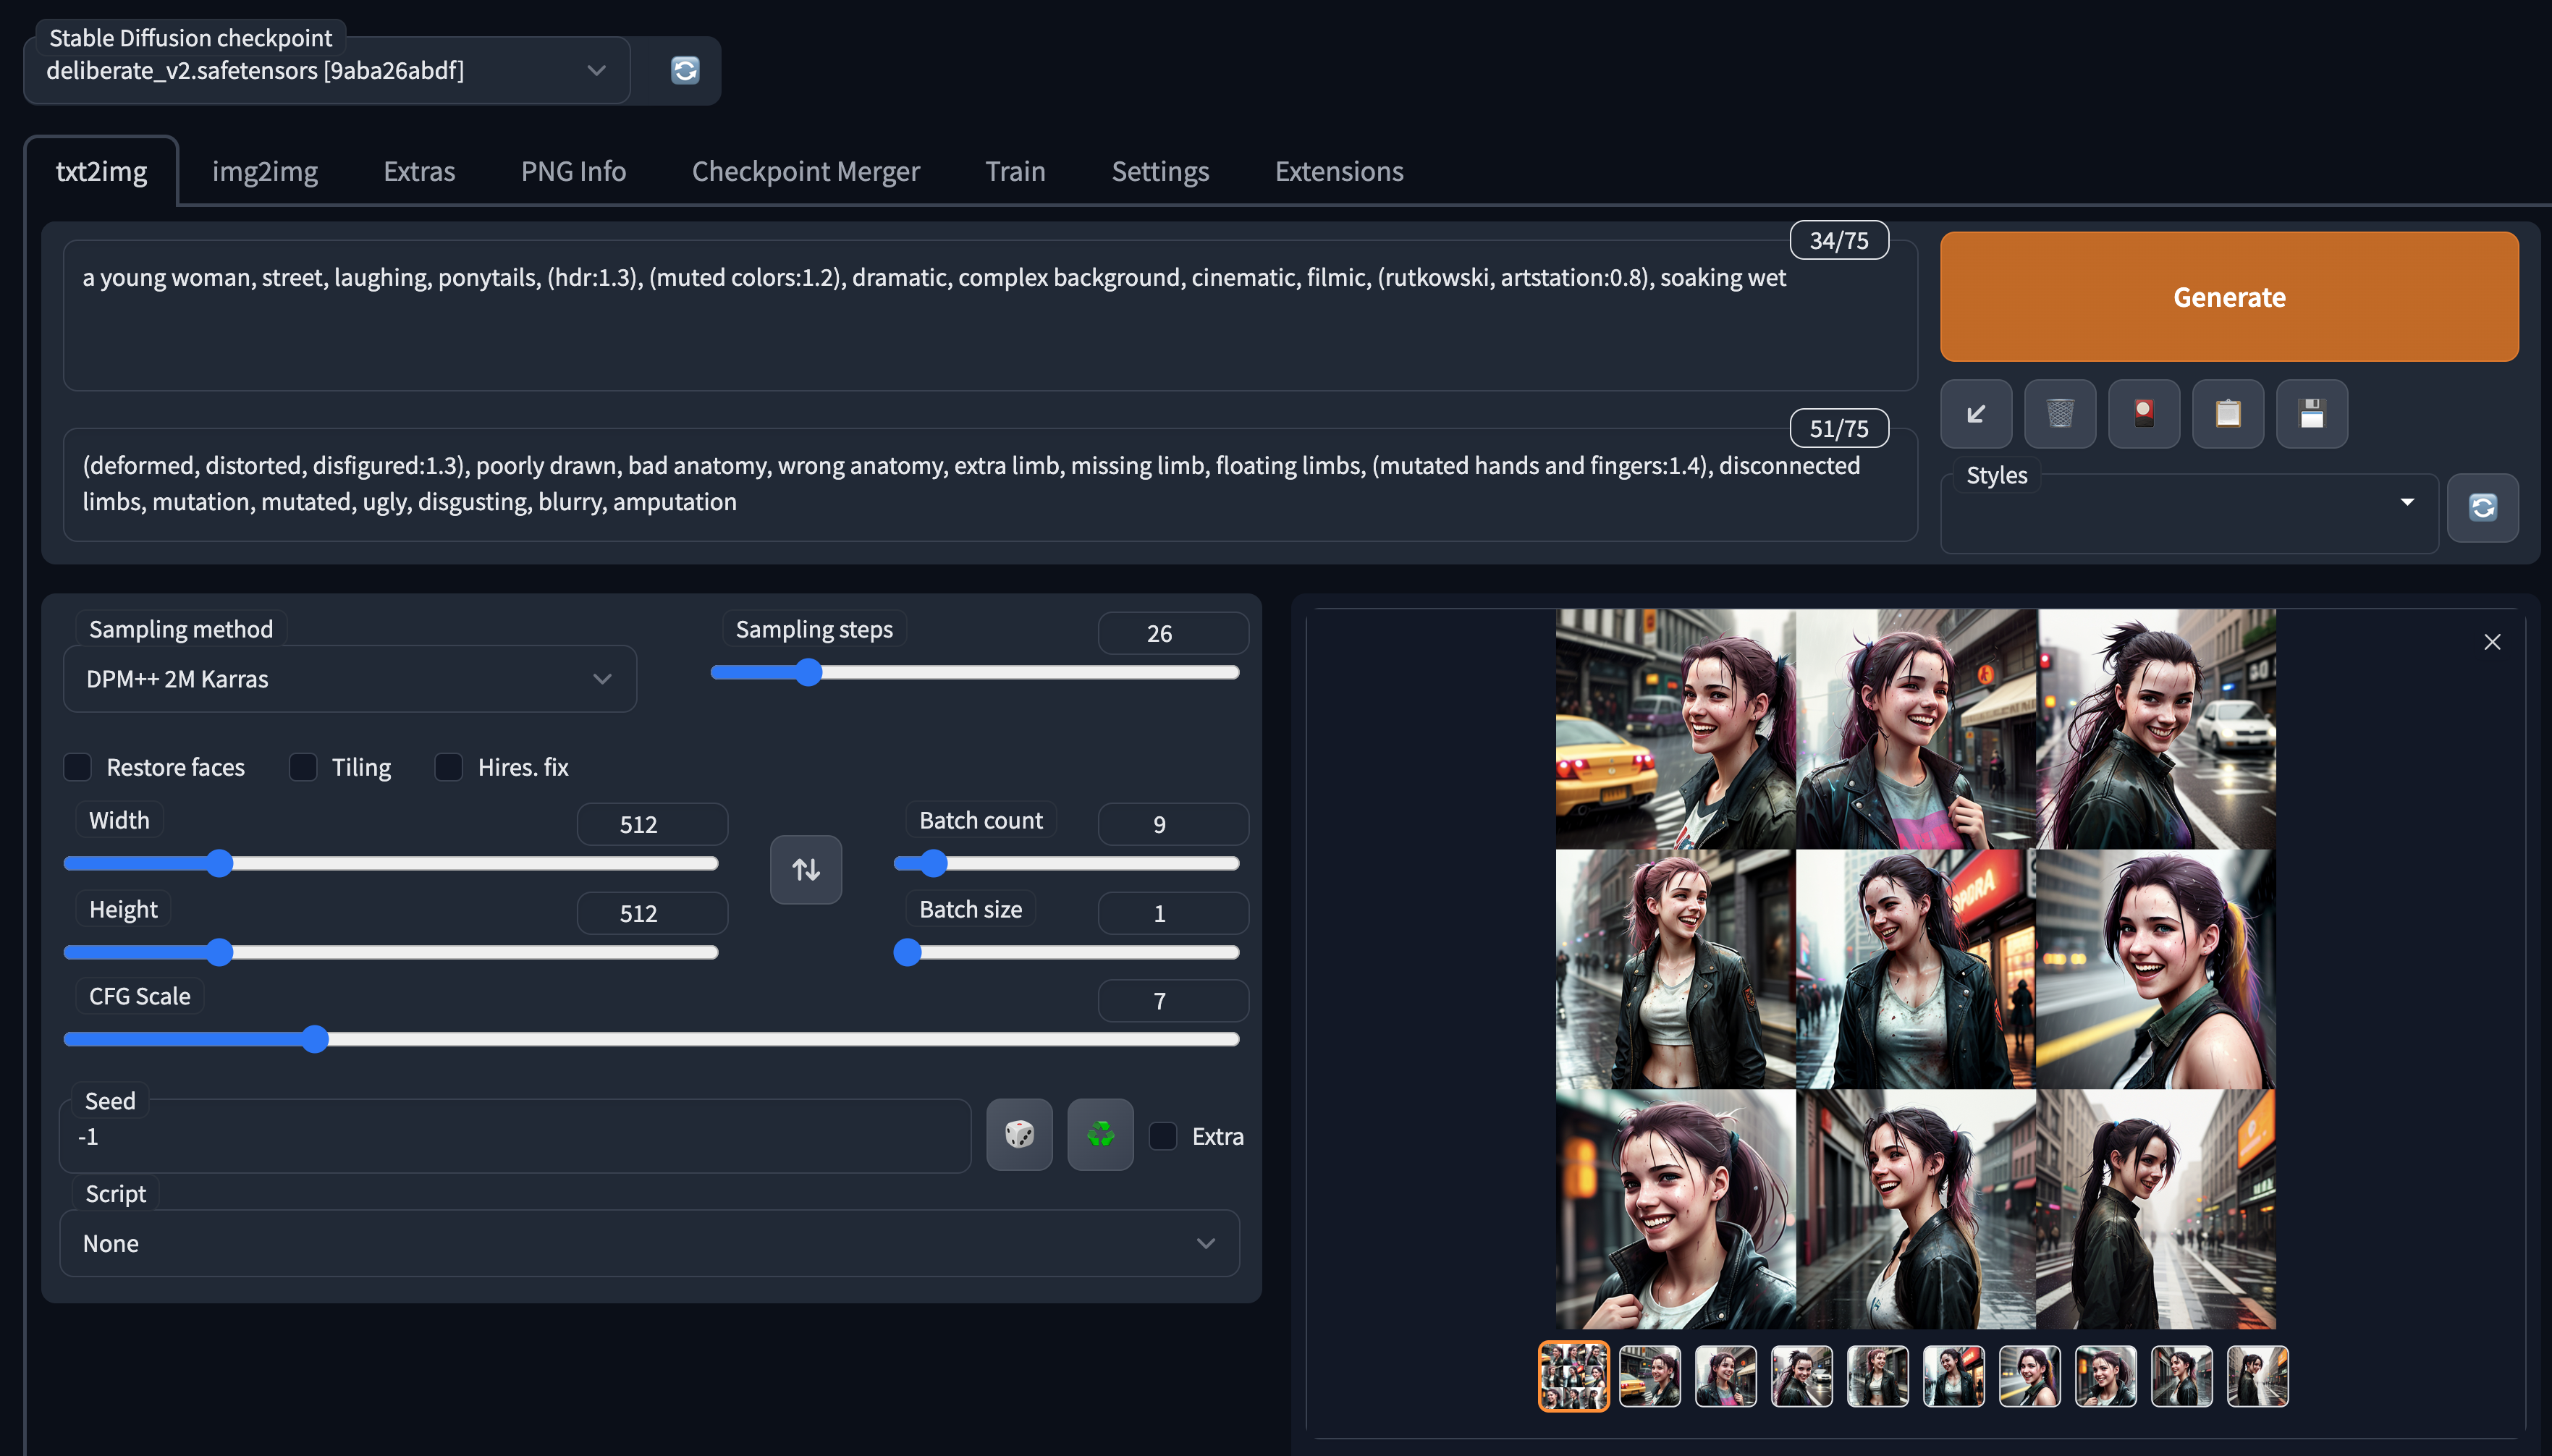 Stable Diffusion checkpoint
deliberate_v2.safetensors [9aba26abdf]
txt2img
img2img
Extras
PNG Info
Checkpoint Merger
Train
Settings
Extensions
34/75
a young woman, street, laughing, ponytails, (hdr:1.3), (muted colors:1.2), dramatic, complex background, cinematic, filmic, (rutkowski, artstation:0.8), soaking wet
Generate
51/75
(deformed, distorted, disfigured:1.3), poorly drawn, bad anatomy, wrong anatomy, extra limb, missing limb, floating limbs, (mutated hands and fingers:1.4), disconnected
limbs, mutation, mutated, ugly, disgusting, blurry, amputation
Styles
Sampling method
DPM++ 2M Karras
Sampling steps
26
Restore faces
Tiling
Hires. fix
Width
512
Batch count
9
Height
512
Batch size
1
CFG Scale
7
Seed
-1
Extra
Script
None